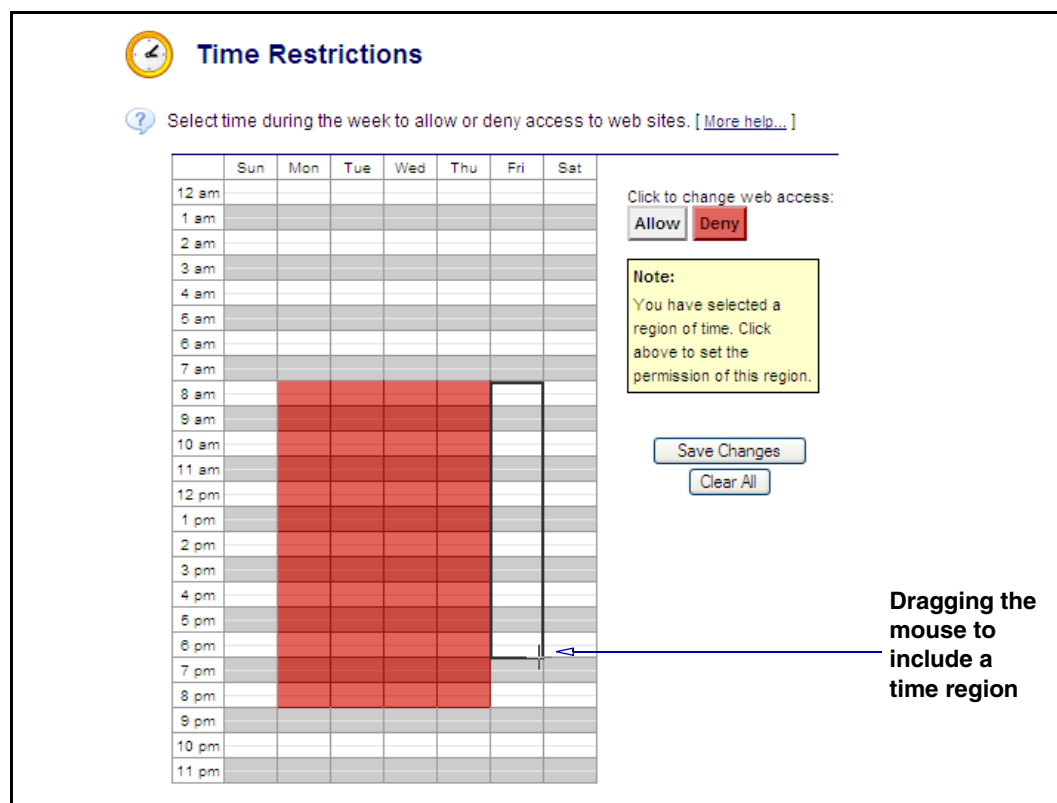 Time Restrictions
Select time during the week to allow or deny access to web sites. [ More help... ]
Sun Mon Tue Wed Thu Fri Sat
12 am
1 am
2 am
3 am
4 am
5 am
6 am
7 am
8 am
9 am
10 am
11 am
12 pm
1 pm
2 pm
3 pm
4 pm
5 pm
6 pm
7 pm
8 pm
9 pm
10 pm
11 pm
Click to change web access:
Allow Deny
Note:
You have selected a
region of time. Click
above to set the
permission of this region.
Save Changes
Clear All
Dragging the
mouse to
include a
time region